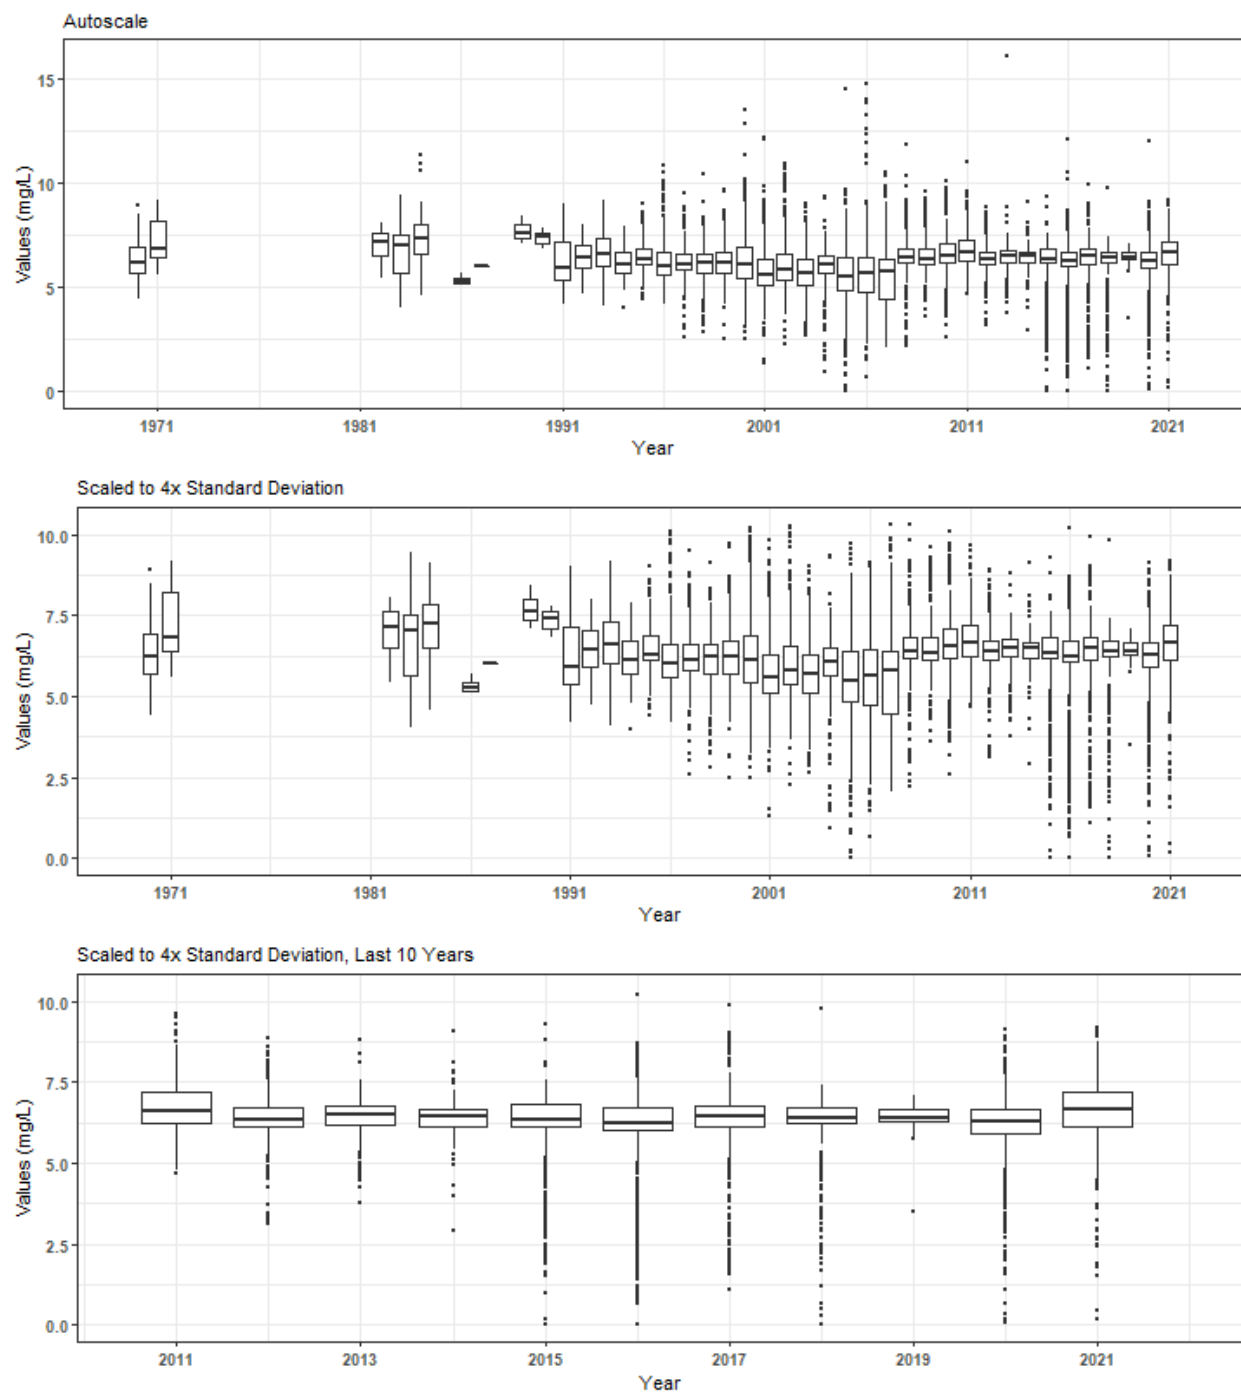 Autoscale
Values (mg/L)
15
10
5
0
1971 1981 1991 2001 2011 2021
Year
Scaled to 4x Standard Deviation
Values (mg/L)
10.0
7.5
5.0
2.5
0.0
1971 1981 1991 2001 2011 2021
Year
Scaled to 4x Standard Deviation, Last 10 Years
Values (mg/L)
10.0
7.5
5.0
2.5
0.0
2011 2013 2015 2017 2019 2021
Year